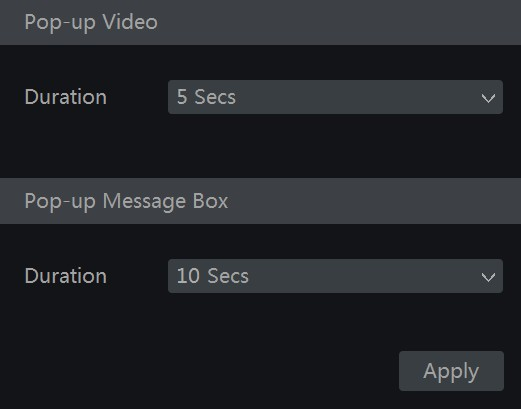 Pop-up Video
Duration 5 Secs
Pop-up Message Box
Duration 10 Secs
Apply